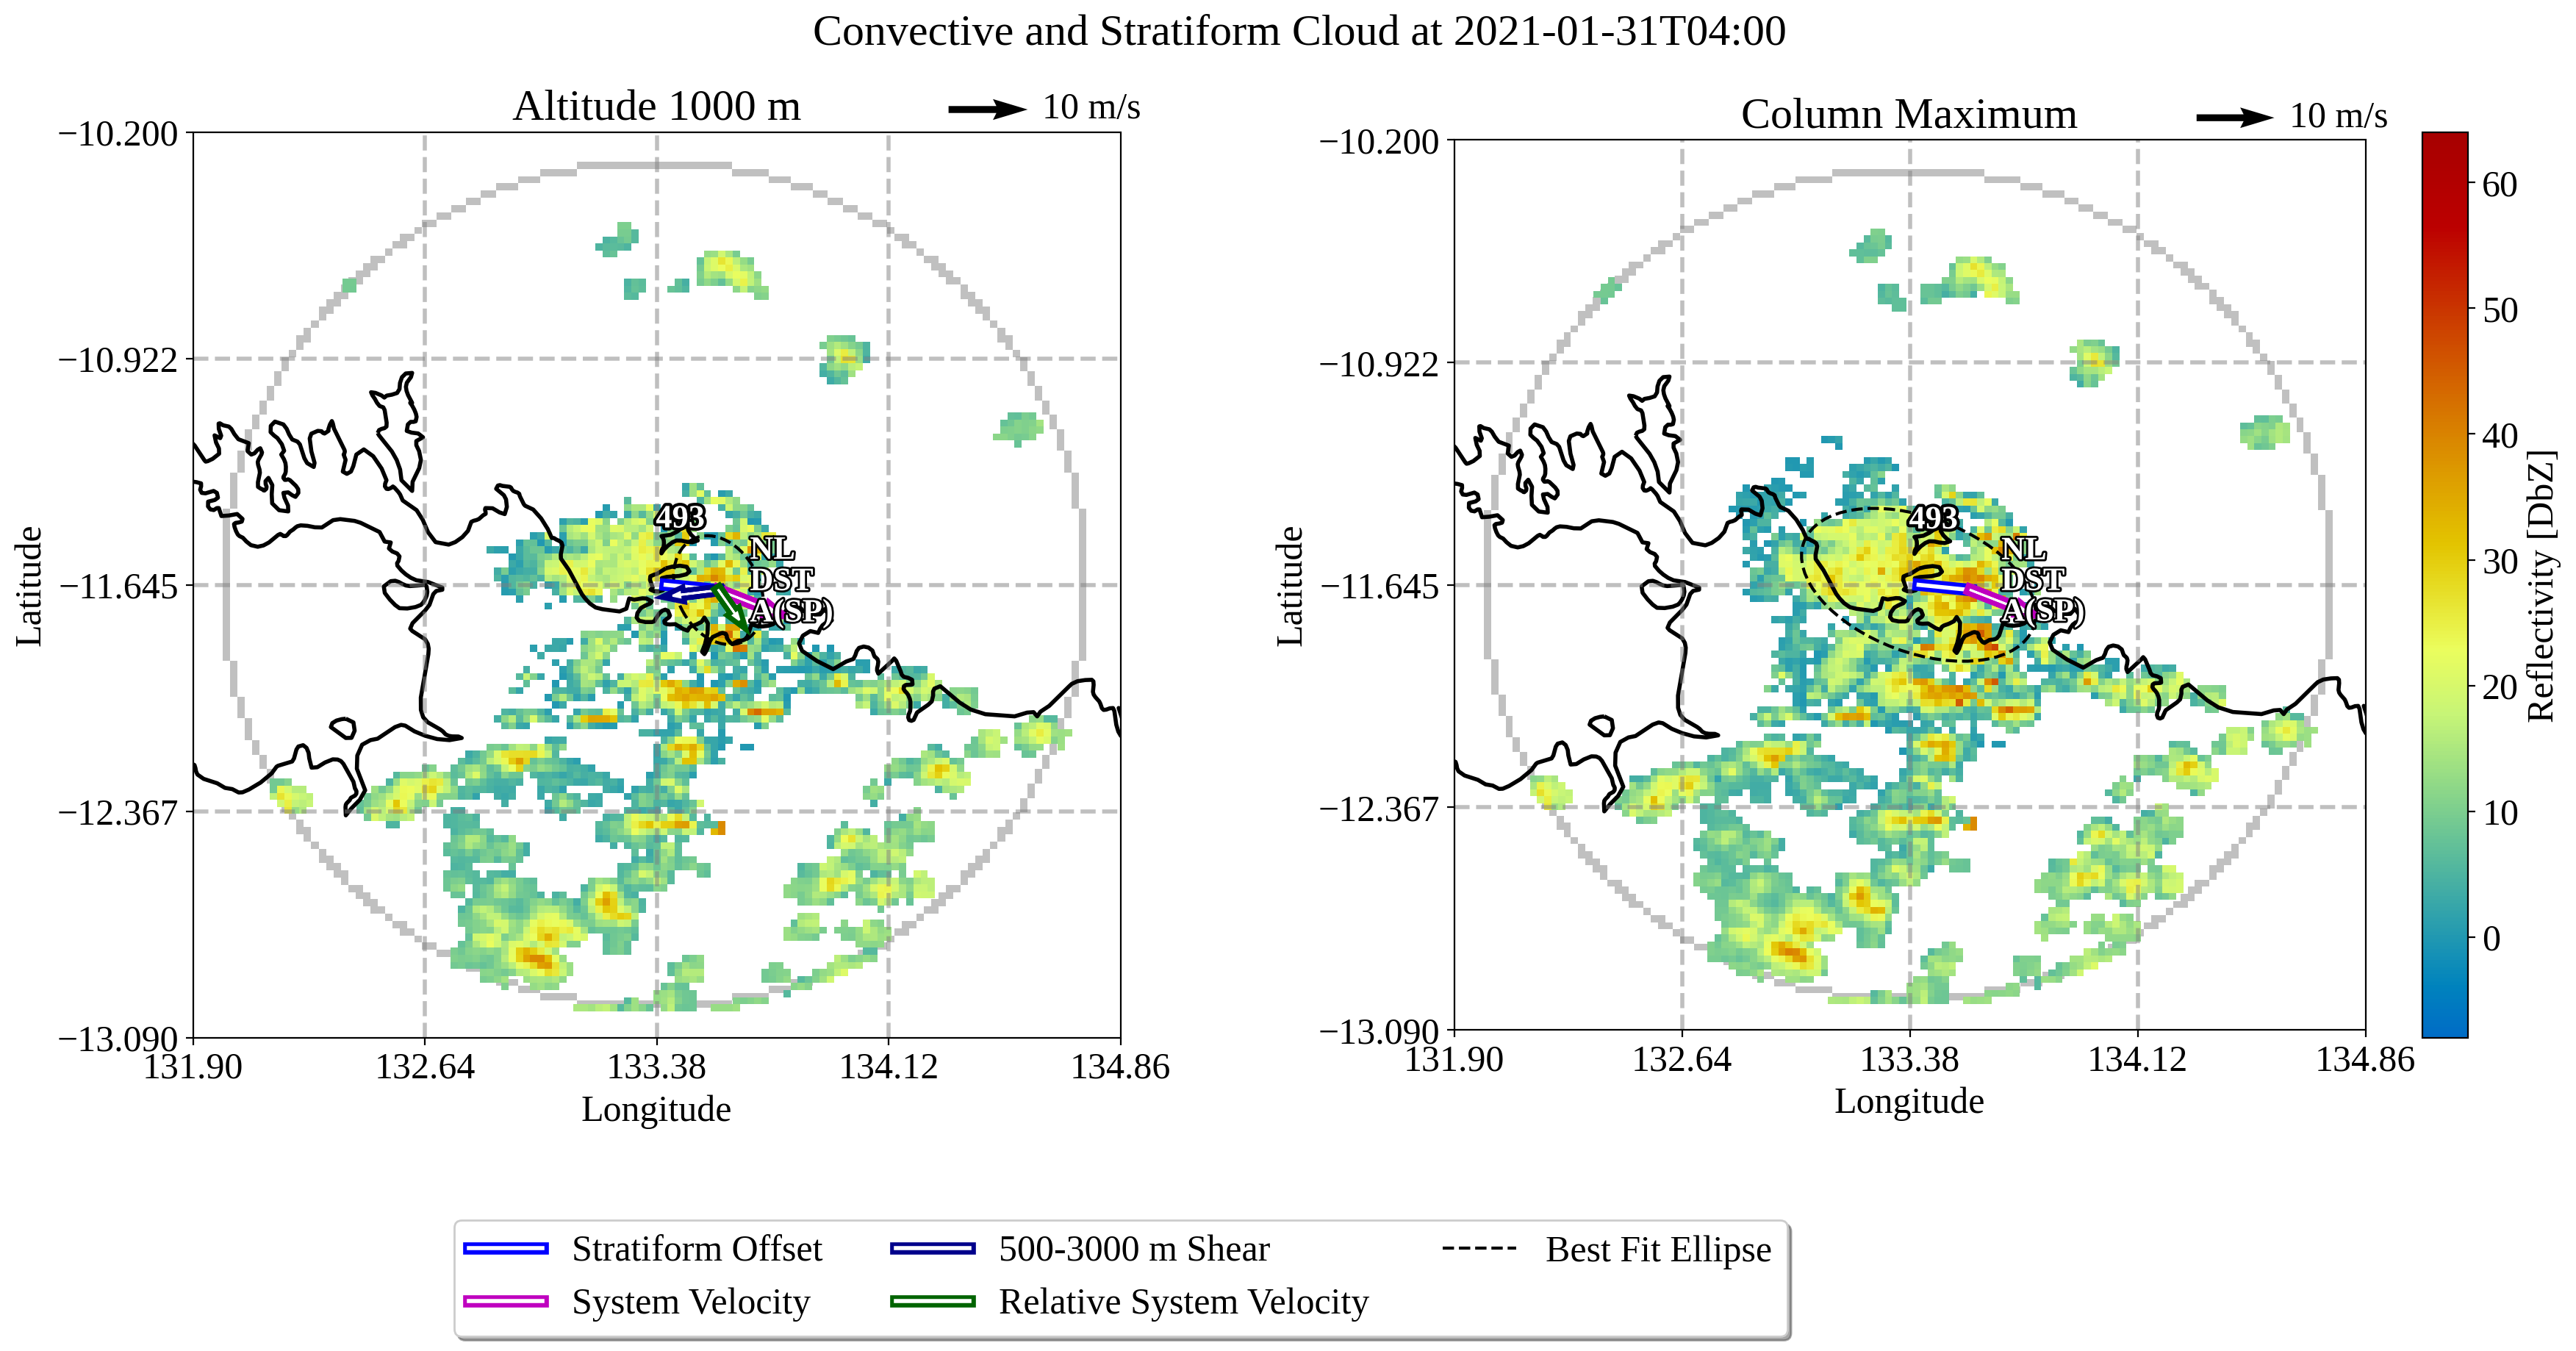 Convective and Stratiform Cloud at 2021-01-31T04:00
Altitude 1000 m
10 m/s
−10.200
−10.922
−11.645
−12.367
−13.090
131.90
132.64
133.38
134.12
134.86
Latitude
Longitude
493
NL
DST
A(SP)
Column Maximum
10 m/s
−10.200
−10.922
−11.645
−12.367
−13.090
131.90
132.64
133.38
134.12
134.86
Latitude
Longitude
493
NL
DST
A(SP)
60
50
40
30
20
10
0
Reflectivity [DbZ]
Stratiform Offset
System Velocity
500-3000 m Shear
Relative System Velocity
Best Fit Ellipse